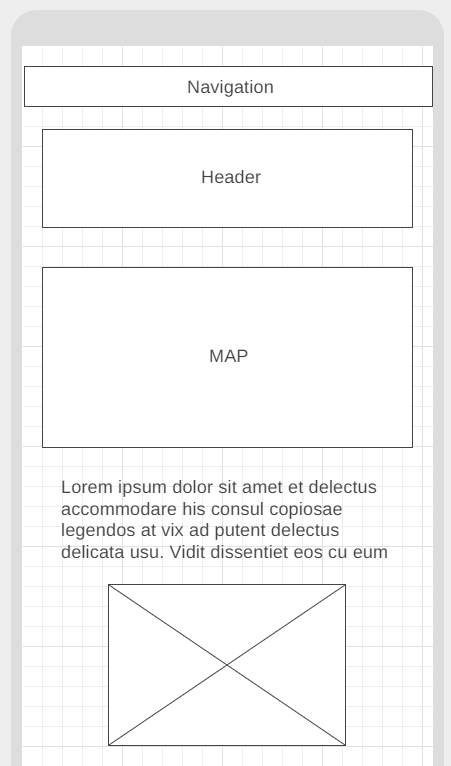 Navigation
Header
MAP
Lorem ipsum dolor sit amet et delectus
accommodare his consul copiosae
legendos at vix ad putent delectus
delicata usu. Vidit dissentiet eos cu eum